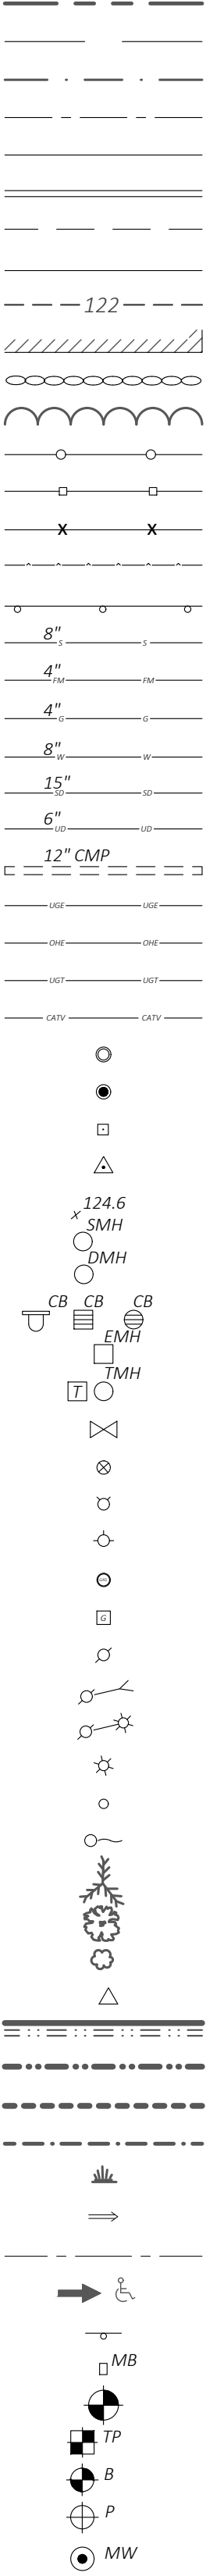 122
X X
8"
S S
4"
FM FM
4"
G G
8"
W W
15"
SD SD
6"
UD UD
12" CMP
UGE UGE
OHE OHE
UGT UGT
CATV CATV
x 124.6
SMH
DMH
CB CB CB
EMH
TMH
T
G
MB
TP
B
P
MW